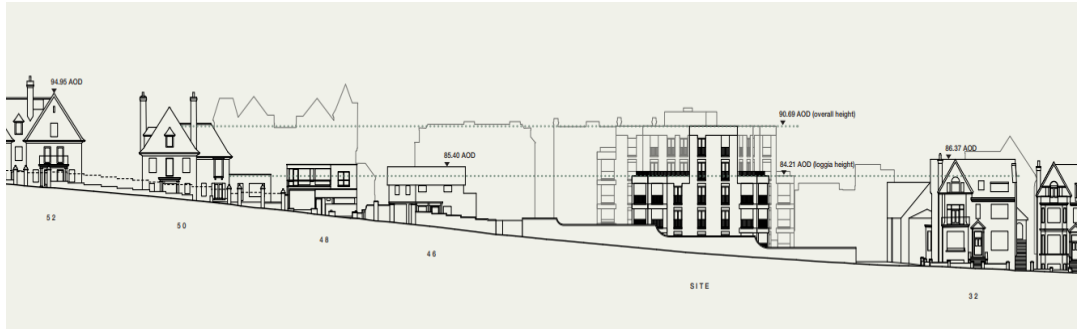 94.95 AOD
90.69 AOD (overall height)
85.40 AOD
84.21 AOD (loggia height)
86.37 AOD
52
50
48
46
SITE
32